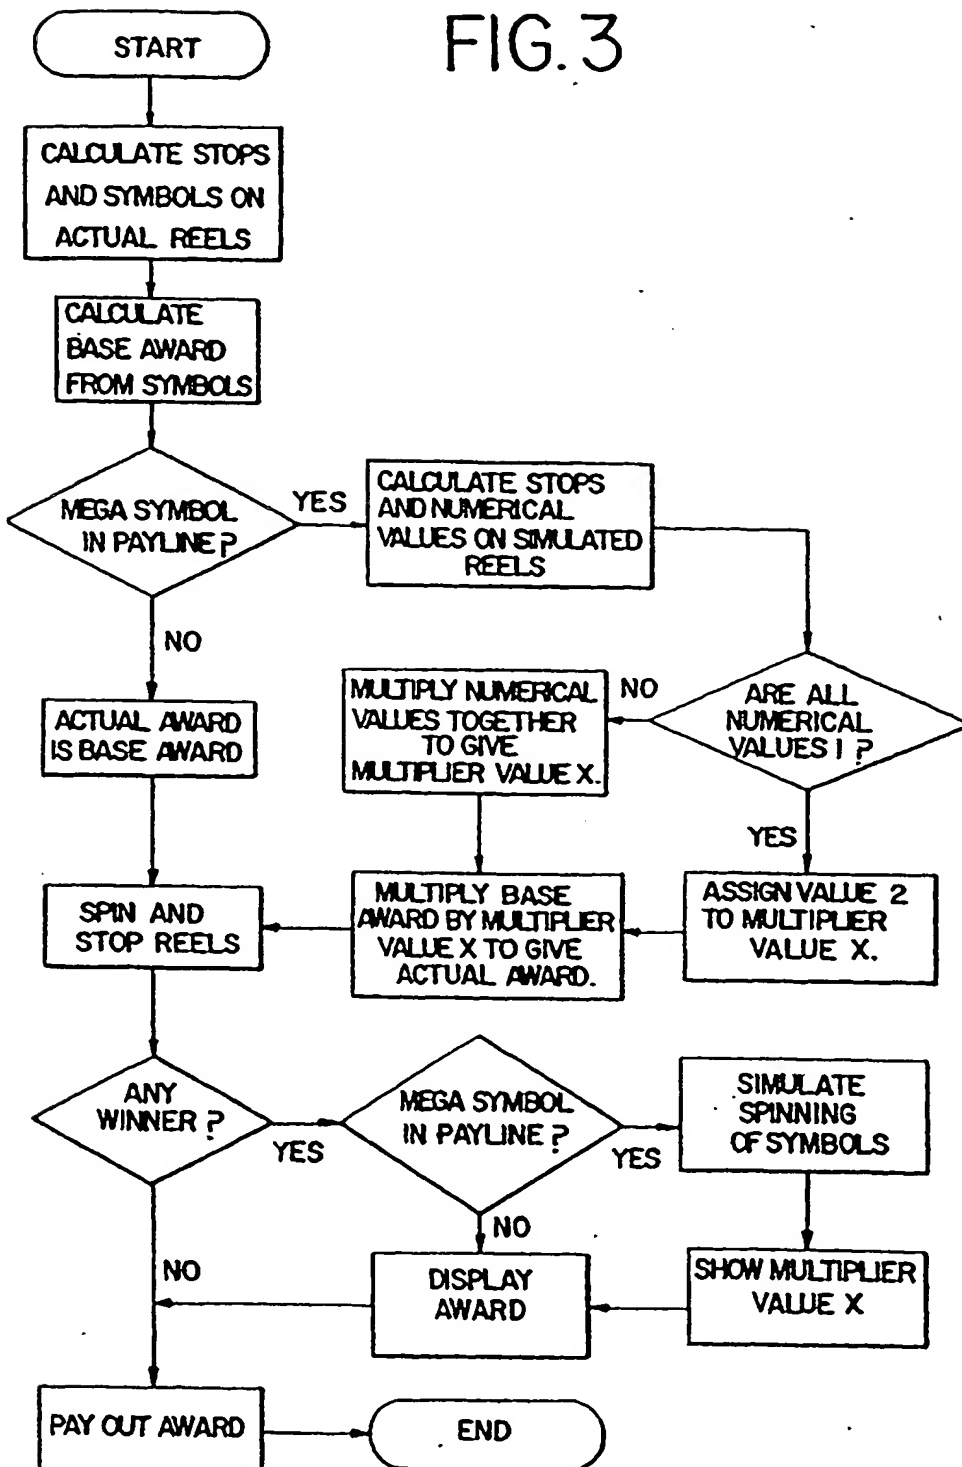 FIG. 3
START
CALCULATE STOPS
AND SYMBOLS ON
ACTUAL REELS
CALCULATE
BASE AWARD
FROM SYMBOLS
MEGA SYMBOL
IN PAYLINE?
YES
CALCULATE STOPS
AND NUMERICAL
VALUES ON SIMULATED
REELS
NO
ARE ALL
NUMERICAL
VALUES 1?
NO
MULTIPLY NUMERICAL
VALUES TOGETHER
TO GIVE
MULTIPLIER VALUE X.
ACTUAL AWARD
IS BASE AWARD
YES
ASSIGN VALUE 2
TO MULTIPLIER
VALUE X.
MULTIPLY BASE
AWARD BY MULTIPLIER
VALUE X TO GIVE
ACTUAL AWARD.
SPIN AND
STOP REELS
ANY
WINNER?
YES
MEGA SYMBOL
IN PAYLINE?
YES
SIMULATE
SPINNING
OF SYMBOLS
NO
NO
DISPLAY
AWARD
SHOW MULTIPLIER
VALUE X
PAY OUT AWARD
END